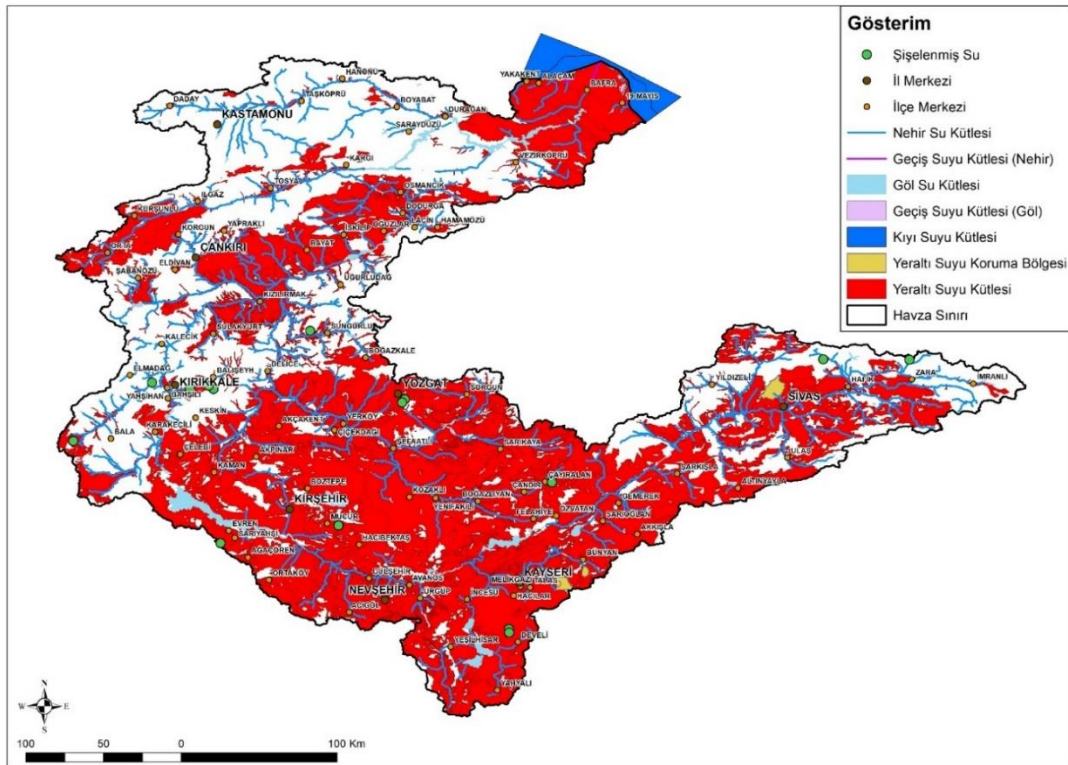 Gösterim
Şişelenmiş Su
İl Merkezi
İlçe Merkezi
Nehir Su Kütlesi
Geçiş Suyu Kütlesi (Nehir)
Göl Su Kütlesi
Geçiş Suyu Kütlesi (Göl)
Kıyı Suyu Kütlesi
Yeraltı Suyu Koruma Bölgesi
Yeraltı Suyu Kütlesi
Havza Sınırı
HANÖNÜ
YAKAKENT
ALAÇAM
BAFRA
19 MAYIS
DADAY
TAŞKÖPRÜ
BOYABAT
DURAĞAN
KASTAMONU
SARAYDÜZÜ
VEZİRKÖPRÜ
KARGI
TOSYA
OSMANCIK
ILGAZ
KURŞUNLU
DODURGA
YAPRAKLI
OĞUZLAR
LAÇİN
HAMAMÖZÜ
KORGUN
İSKİLİP
ORTA
ÇANKIRI
BAYAT
ELDİVAN
ŞABANÖZÜ
UĞURLUDAĞ
KIZILIRMAK
SULAKYURT
SUNGURLU
KALECİK
BOĞAZKALE
ELMADAĞ
BALIŞEYH
DELİCE
KIRIKKALE
YAHŞİHAN
BAHŞILI
YOZGAT
SORGUN
YILDIZELİ
HAFİK
ZARA
İMRANLI
SİVAS
KESKİN
AKÇAKENT
YERKÖY
BALA
KARAKEÇİLİ
ÇİÇEKDAĞI
ŞEFAATLİ
SARIKAYA
ÇELEBİ
AKPINAR
ULAŞ
KAMAN
ŞARKIŞLA
BOZTEPE
ÇAYIRALAN
ÇANDIR
ALTINYAYLA
KOZAKLI
BOĞAZLIYAN
YENİFAKILI
GEMEREK
KIRŞEHİR
MUCUR
FELAHİYE
ÖZVATAN
SARIOĞLAN
EVREN
SARIYAHŞİ
HACIBEKTAŞ
AKKIŞLA
AĞAÇÖREN
BÜNYAN
ORTAKÖY
GÜLŞEHİR
AVANOS
KAYSERİ
MELİKGAZİ
TALAS
NEVŞEHİR
ÜRGÜP
İNCESU
HACILAR
ACIGÖL
YEŞİLHİSAR
DEVELİ
YAHYALI
N
W
E
S
100
50
0
100 Km